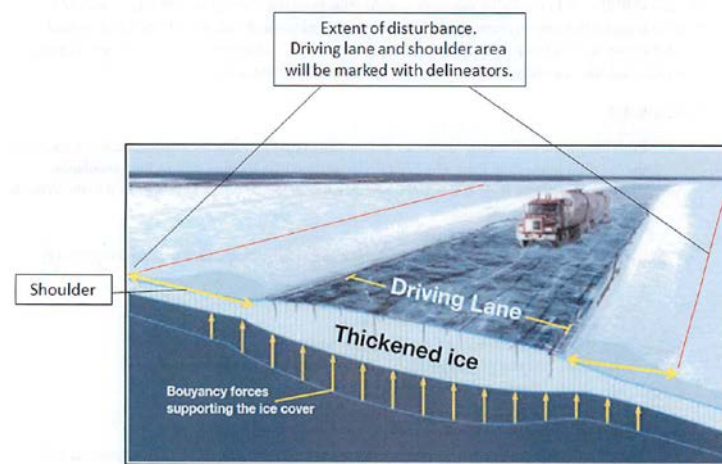 Extent of disturbance.
Driving lane and shoulder area
will be marked with delineators.
Shoulder
Driving Lane
Thickened ice
Bouyancy forces
supporting the ice cover